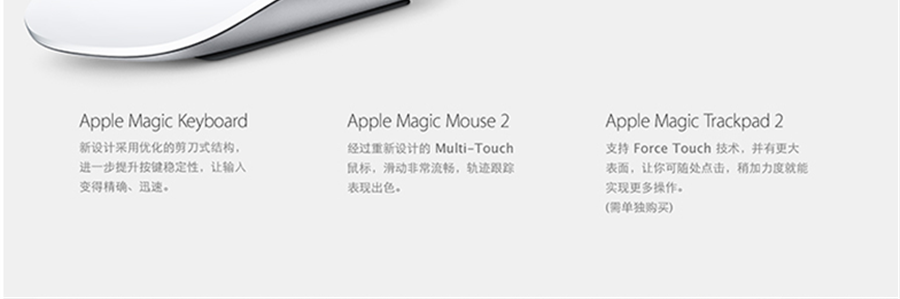 Apple Magic Keyboard
新设计采用优化的剪刀式结构，
进一步提升按键稳定性，让输入
变得精确、迅速。
Apple Magic Mouse 2
经过重新设计的 Multi-Touch
鼠标，滑动非常流畅，轨迹跟踪
表现出色。
Apple Magic Trackpad 2
支持 Force Touch 技术，并有更大
表面，让你可随处点击，稍加力度就能
实现更多操作。
(需单独购买)